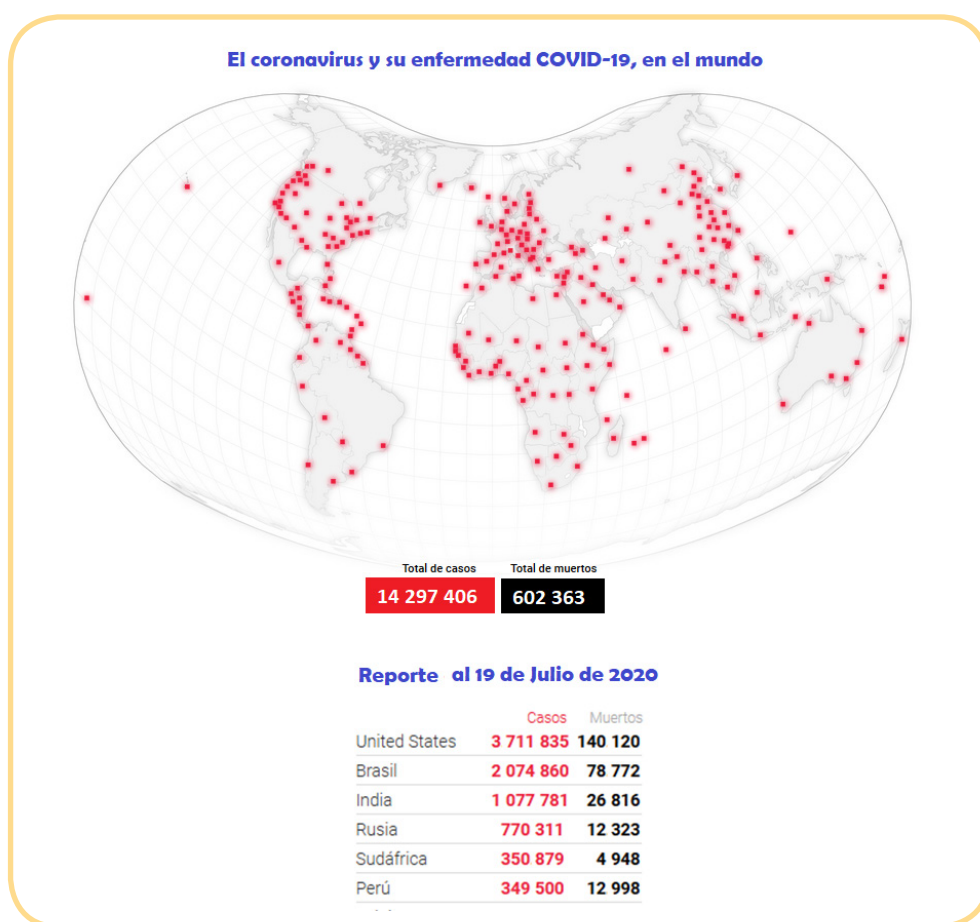 El coronavirus y su enfermedad COVID-19, en el mundo
Total de casos Total de muertos
14 297 406 602 363
Reporte al 19 de Julio de 2020
Casos Muertos
United States 3 711 835 140 120
Brasil 2 074 860 78 772
India 1 077 781 26 816
Rusia 770 311 12 323
Sudáfrica 350 879 4 948
Perú 349 500 12 998